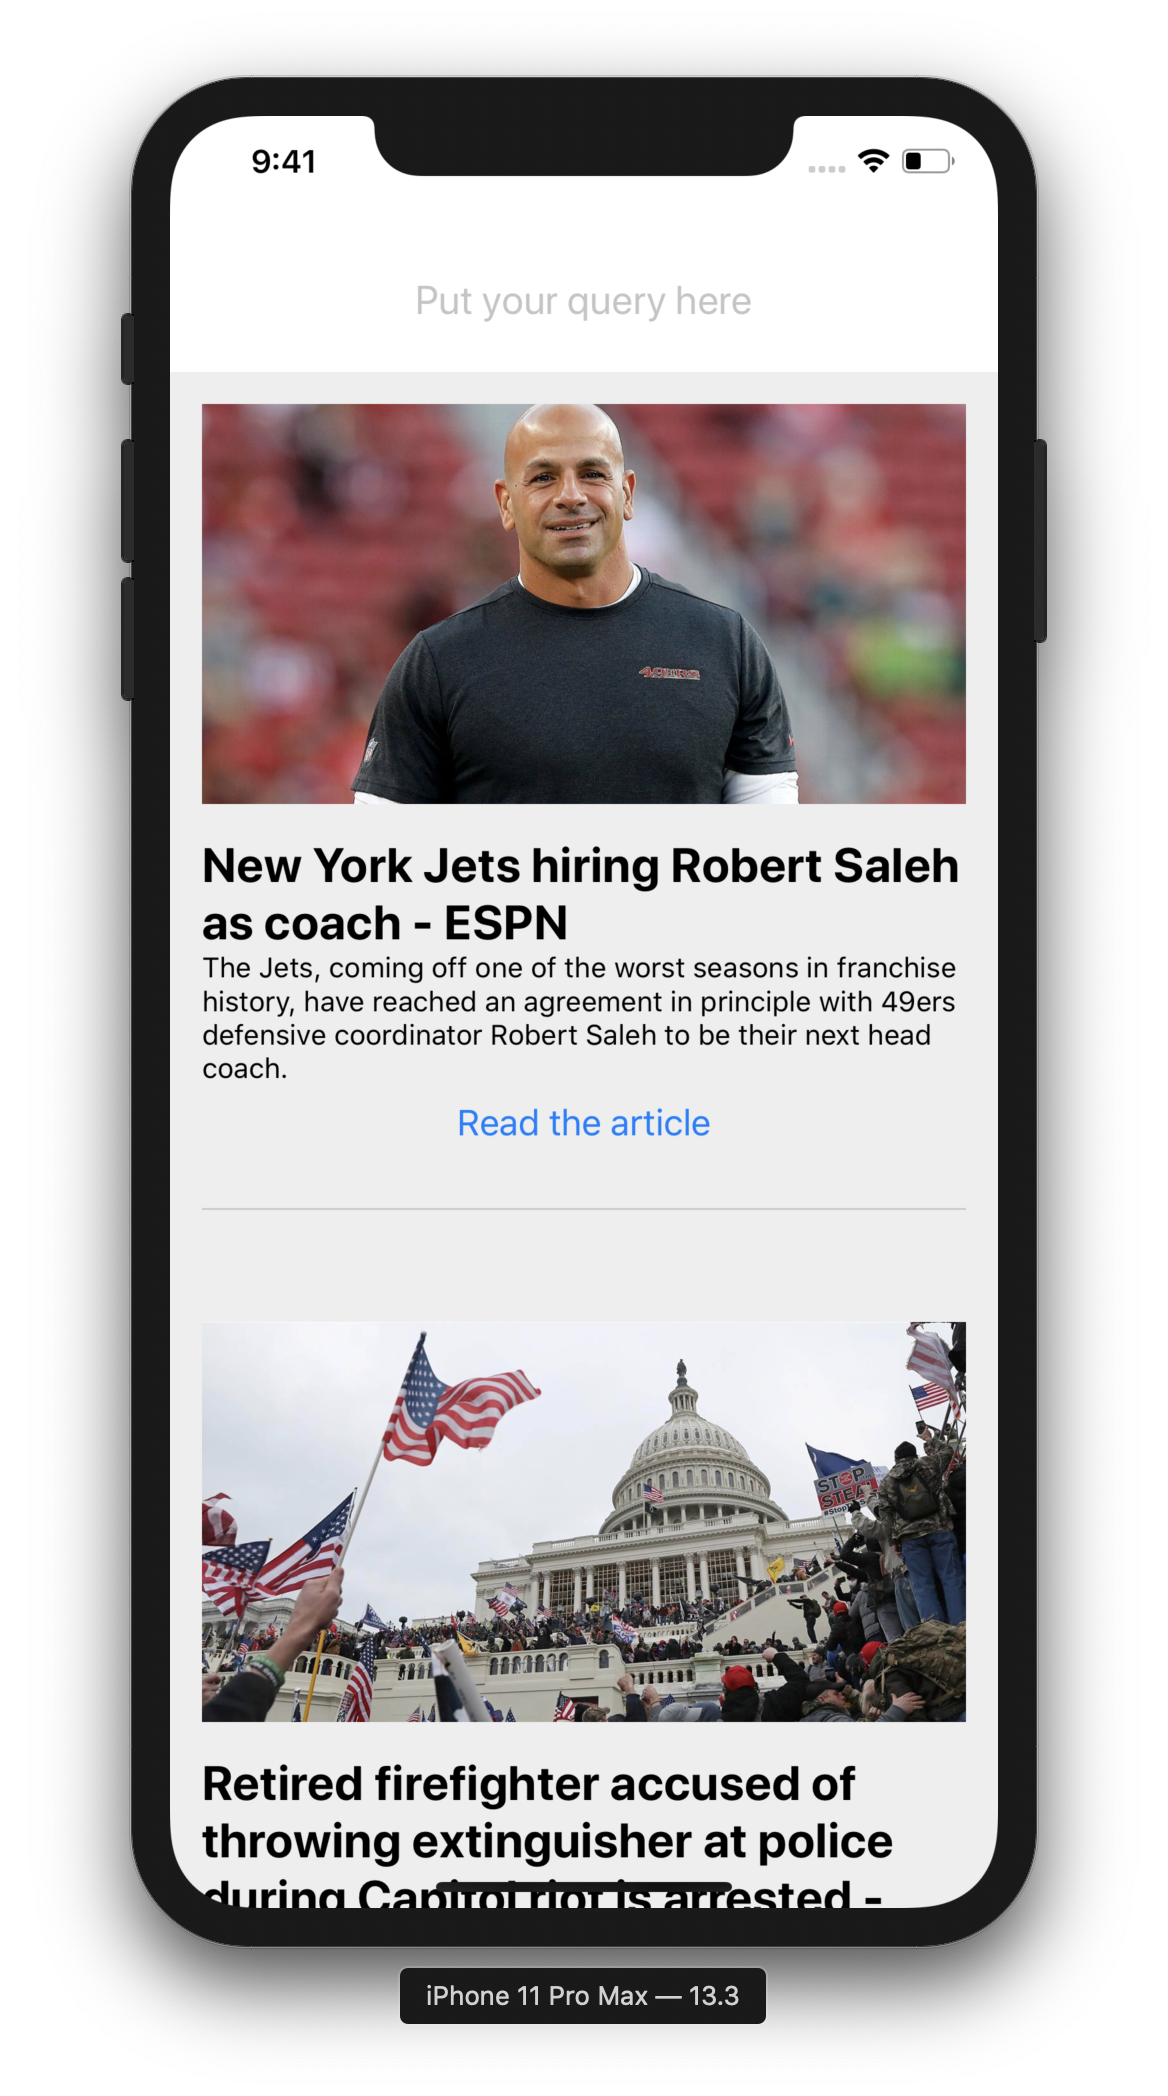 9:41
Put your query here
49ERS
New York Jets hiring Robert Saleh
as coach - ESPN
The Jets, coming off one of the worst seasons in franchise
history, have reached an agreement in principle with 49ers
defensive coordinator Robert Saleh to be their next head
coach.
Read the article
STOP
Retired firefighter accused of
throwing extinguisher at police
during Capitol riot is arrested -
iPhone 11 Pro Max — 13.3